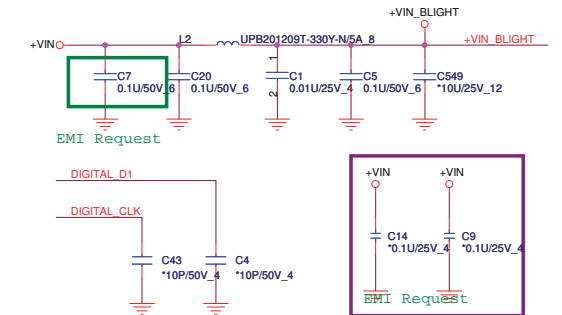 +VIN_BLIGHT
+VIN
L2
UPB201209T-330Y-N/5A_8
+VIN_BLIGHT
C7
0.1U/50V_6
C20
0.1U/50V_6
1
2
C1
0.01U/25V_4
C5
0.1U/50V_6
C549
*10U/25V_12
EMI Request
DIGITAL_D1
DIGITAL_CLK
C43
*10P/50V_4
C4
*10P/50V_4
+VIN
+VIN
C14
*0.1U/25V_4
C9
*0.1U/25V_4
EMI Request